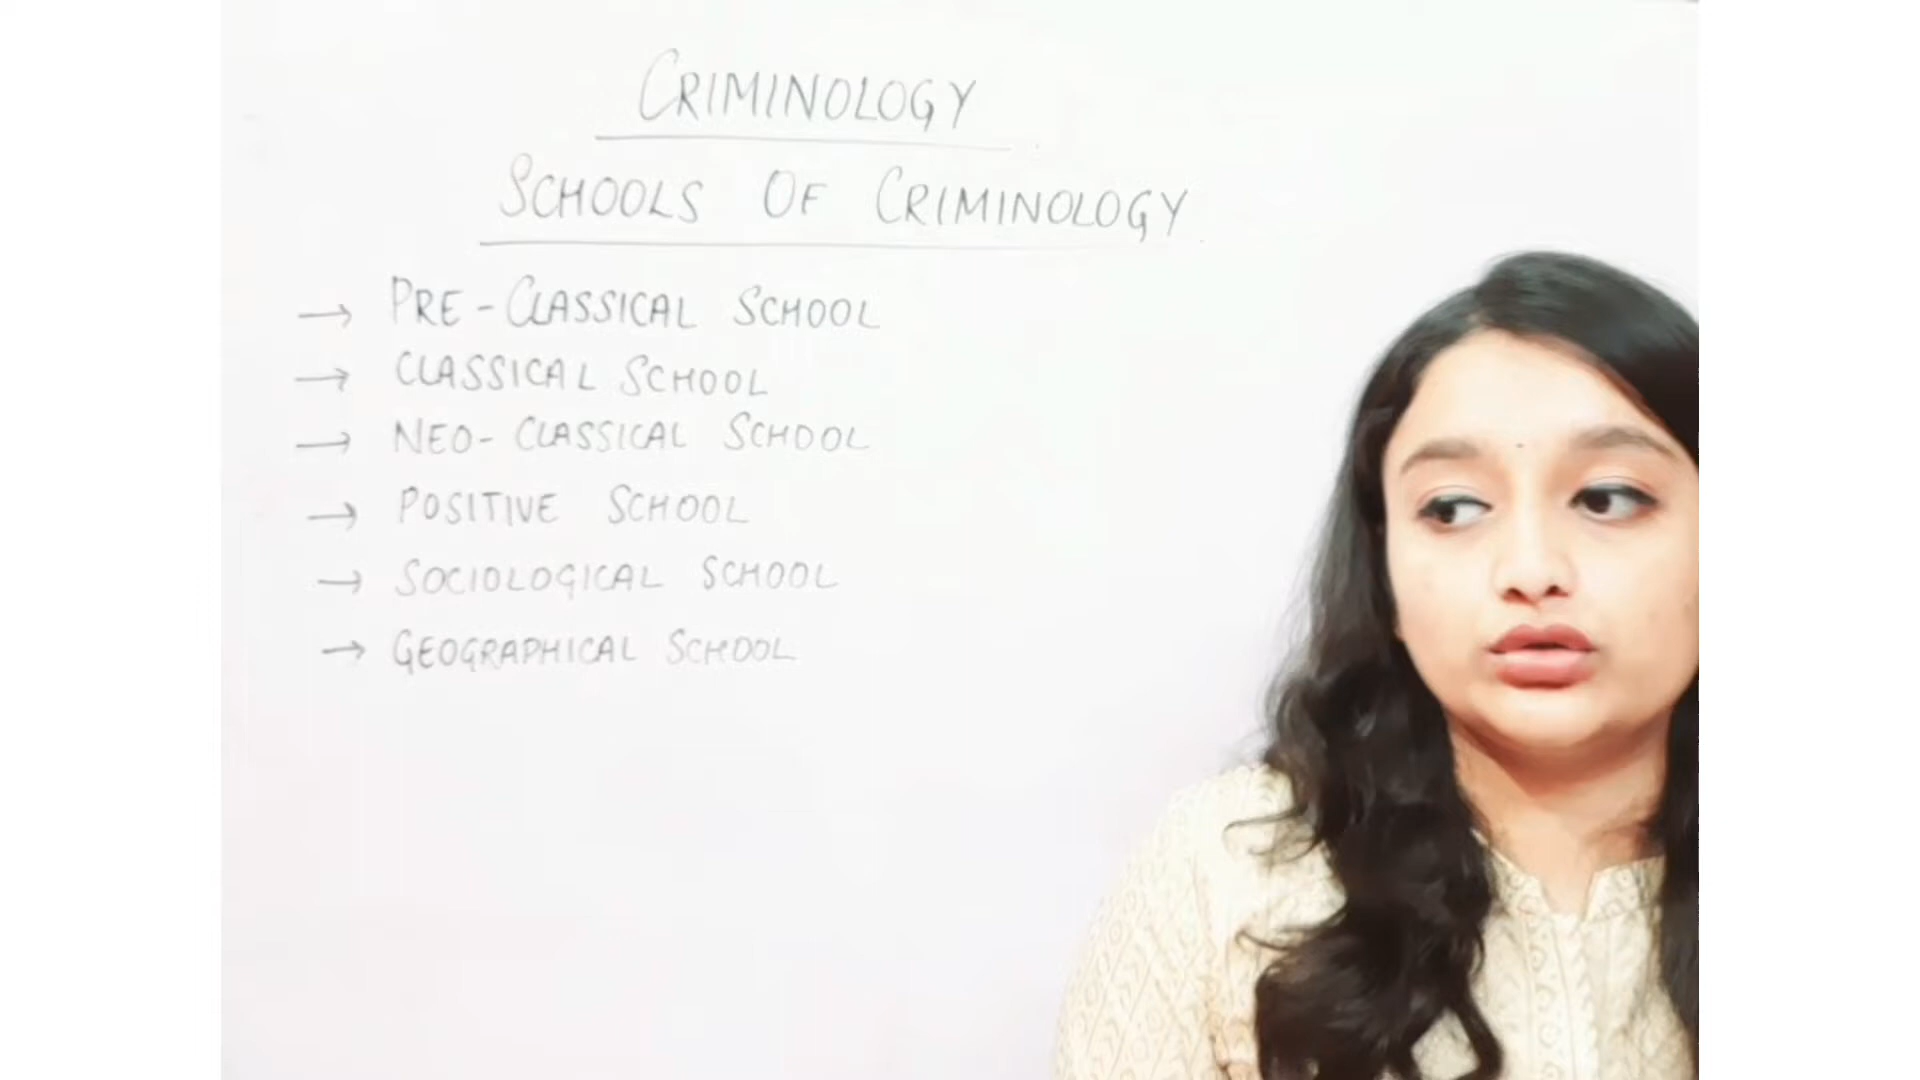 CRIMINOLOGY
SCHOOLS OF CRIMINOLOGY
→ PRE-CLASSICAL SCHOOL
→ CLASSICAL SCHOOL
→ NEO-CLASSICAL SCHOOL
→ POSITIVE SCHOOL
→ SOCIOLOGICAL SCHOOL
→ GEOGRAPHICAL SCHOOL